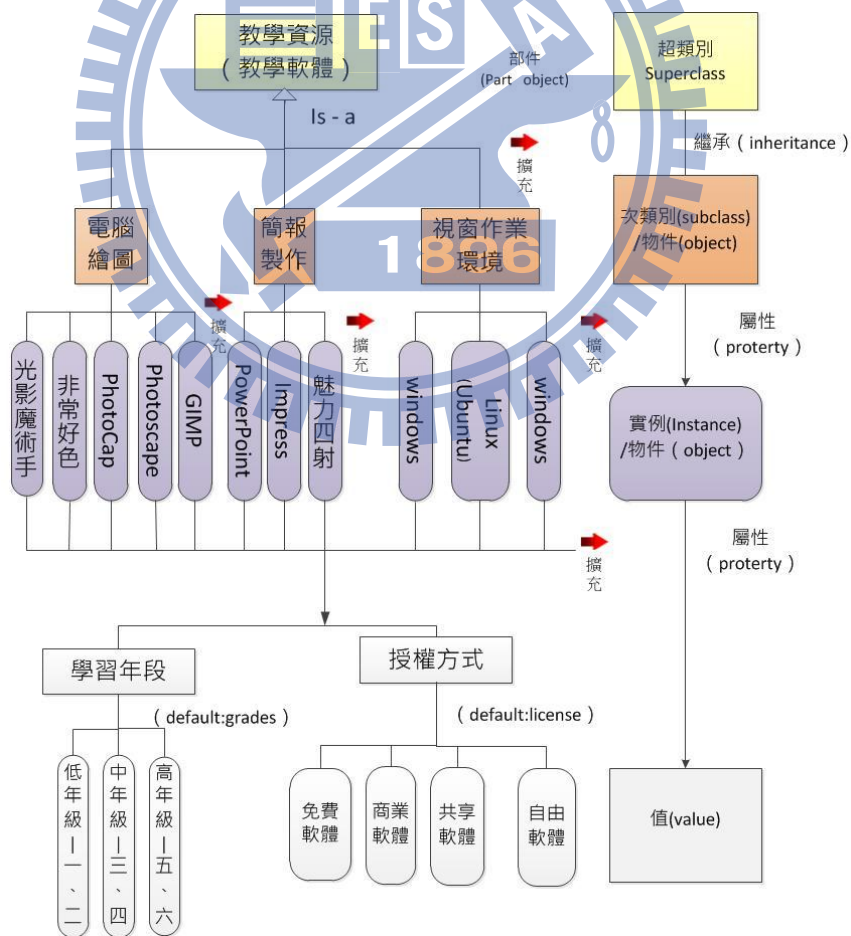 教學資源
(教學軟體)
Is - a
部件
(Part object)
超類別
Superclass
繼承(inheritance)
擴充
電腦
繪圖
簡報
製作
視窗作業
環境
次類別(subclass)
/物件(object)
ESA
1896
擴充
擴充
擴充
光影魔術手
非常好色
PhotoCap
Photoscape
GIMP
PowerPoint
Impress
魅力四射
windows
Linux
(Ubuntu)
windows
屬性
(proterty)
實例(Instance)
/物件(object)
擴充
屬性
(proterty)
學習年段
授權方式
(default:grades)
(default:license)
低年級—一、二
中年級—三、四
高年級—五、六
免費
軟體
商業
軟體
共享
軟體
自由
軟體
值(value)